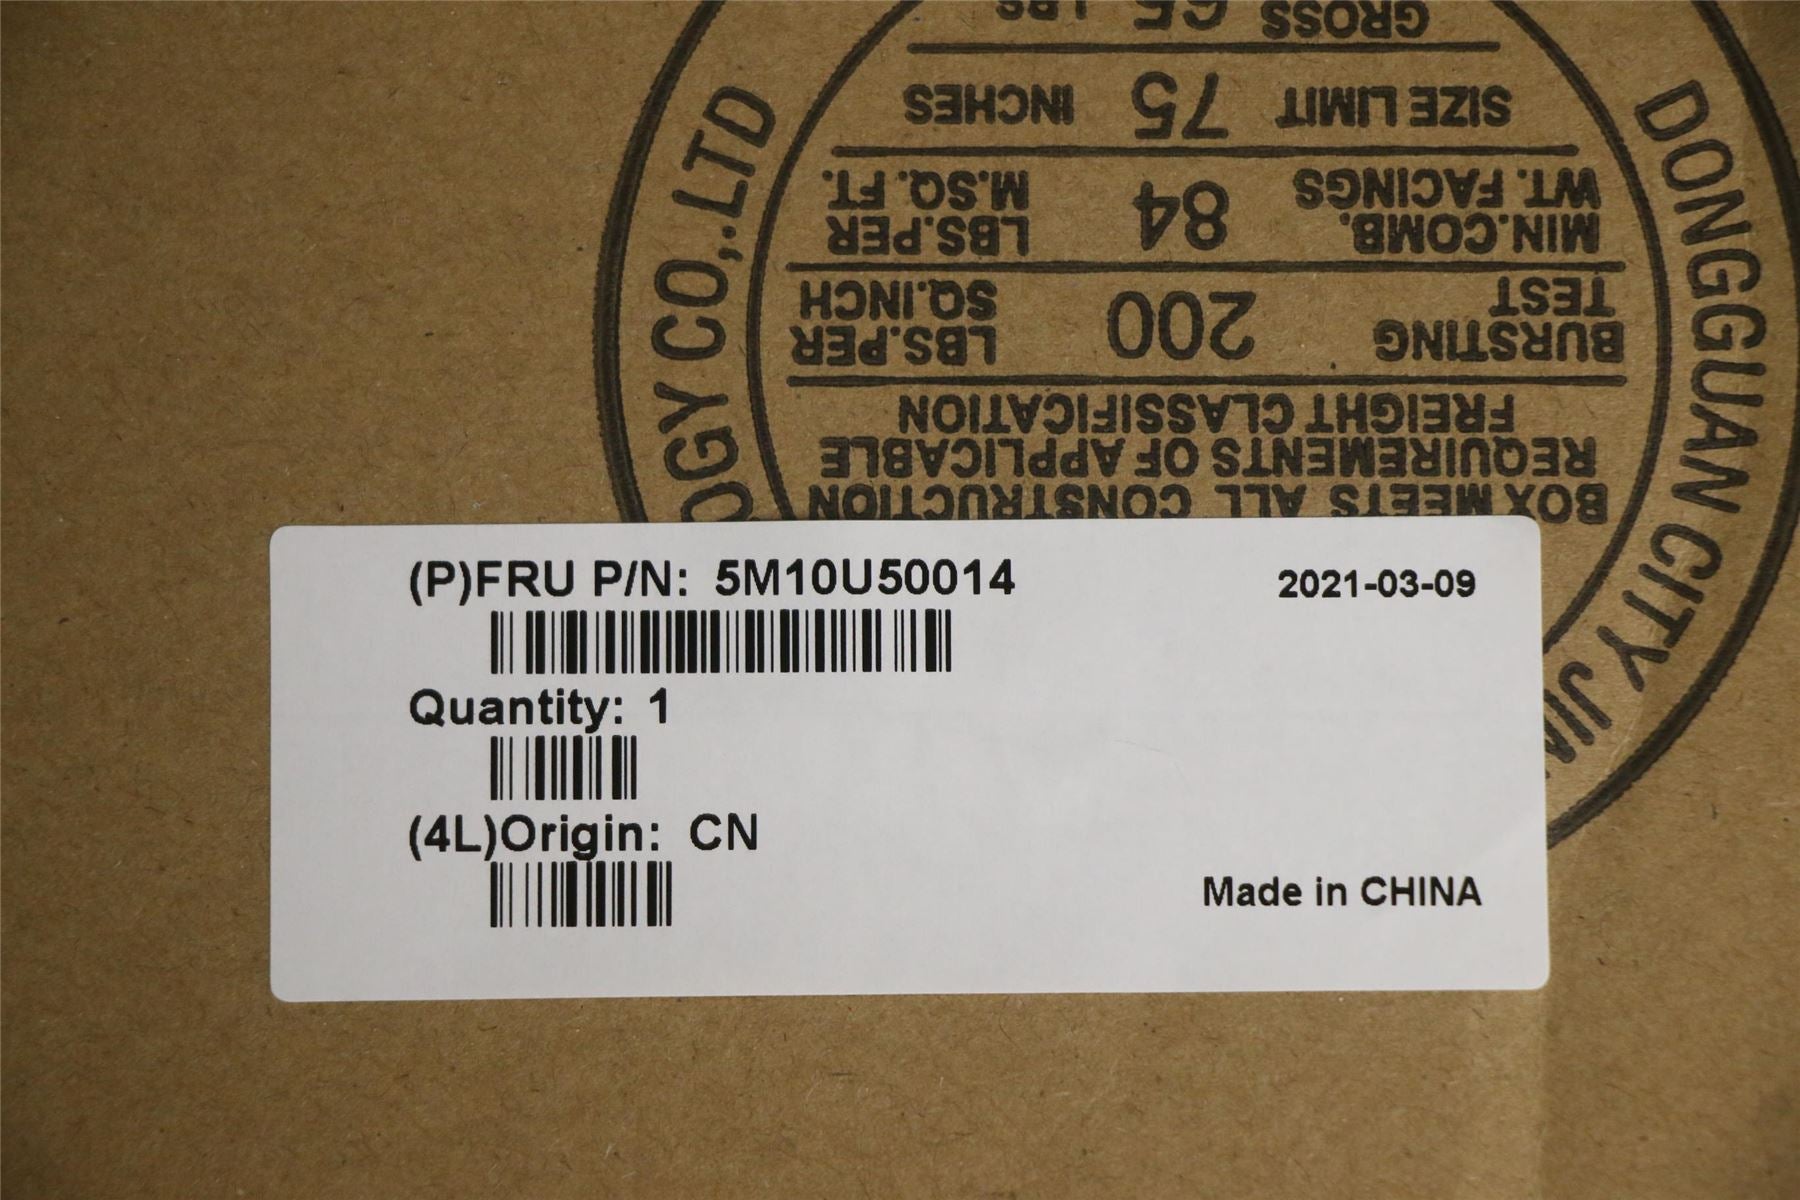 (P)FRU P/N: 5M10U50014
2021-03-09
Quantity: 1
(4L)Origin: CN
Made in CHINA
BOX MEETS ALL CONSTRUCTION
REQUIREMENTS OF APPLICABLE
FREIGHT CLASSIFICATION
BURSTING TEST 200 LBS.PER SQ.INCH
MIN.COMB. WT. FACINGS 84 LBS.PER M.SQ. FT.
SIZE LIMIT 75 INCHES
GROSS 65 LBS
DONGGUAN CITY
CO,.LTD